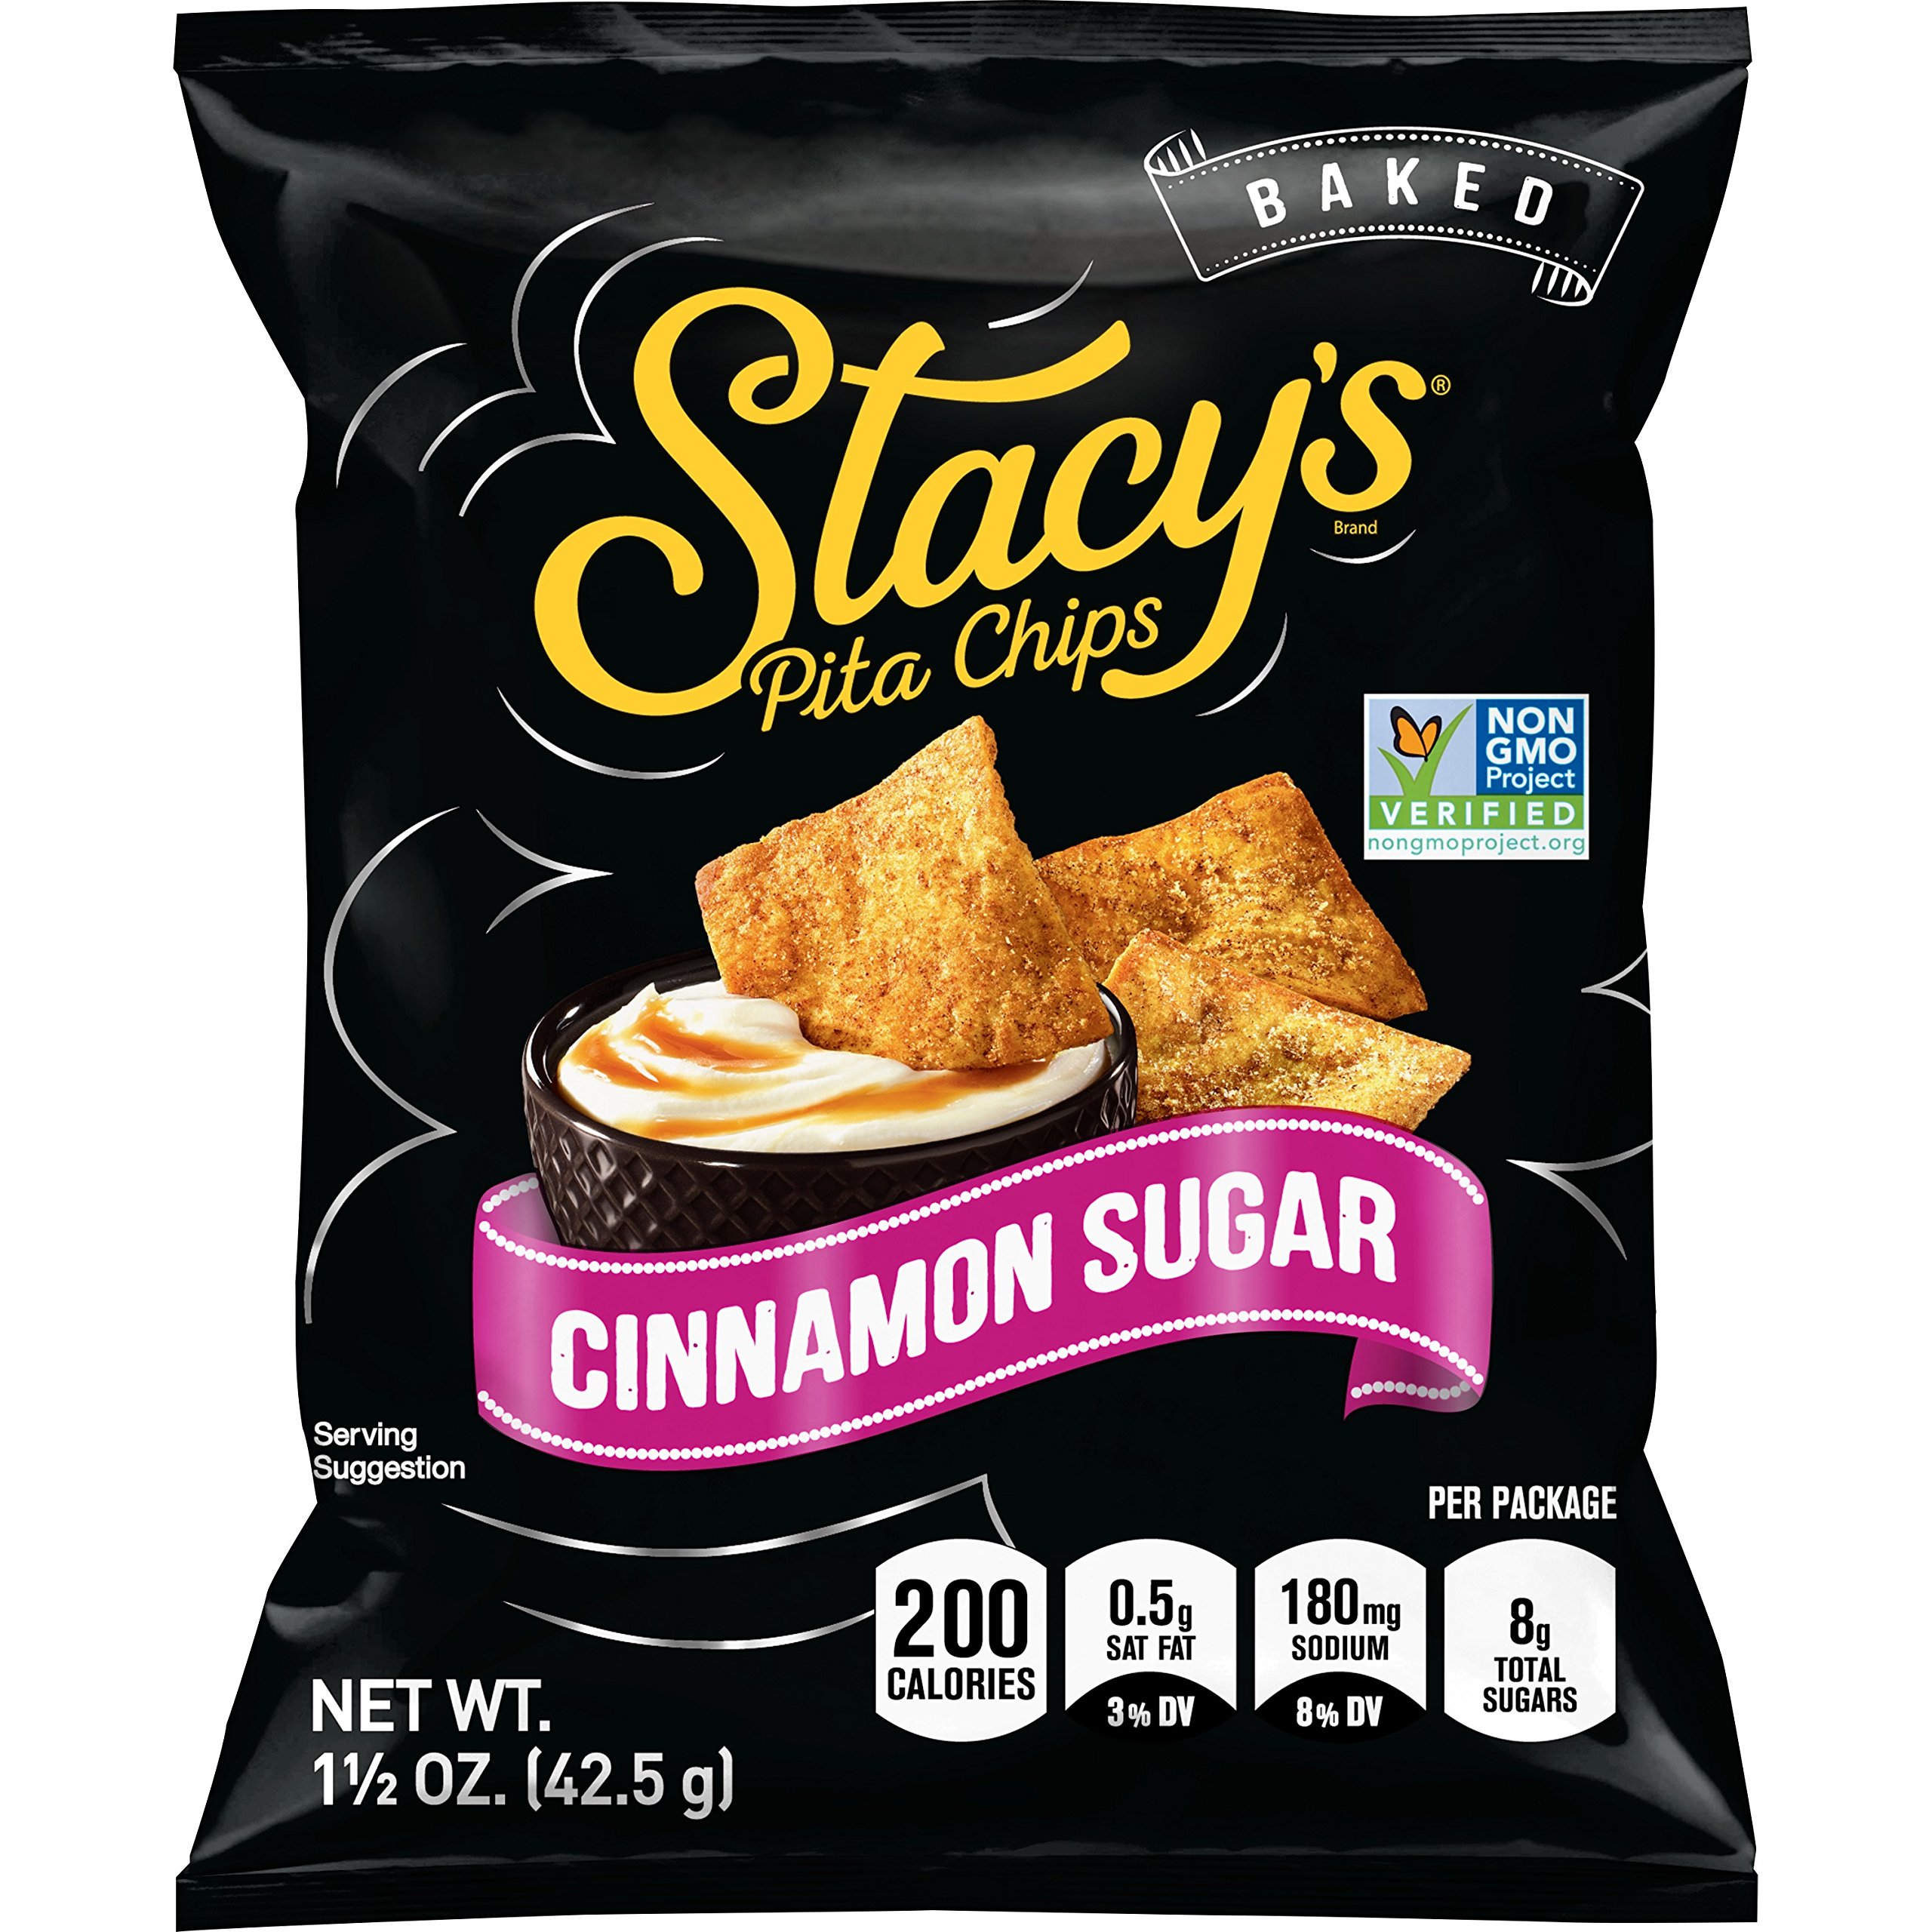 BAKED
Stacy's®
Brand
Pita Chips
NON
GMO
Project
VERIFIED
nongmoproject.org
CINNAMON SUGAR
Serving
Suggestion
PER PACKAGE
200
CALORIES
0.5g
SAT FAT
3% DV
180mg
SODIUM
8% DV
8g
TOTAL
SUGARS
NET WT.
1½ OZ. (42.5 g)